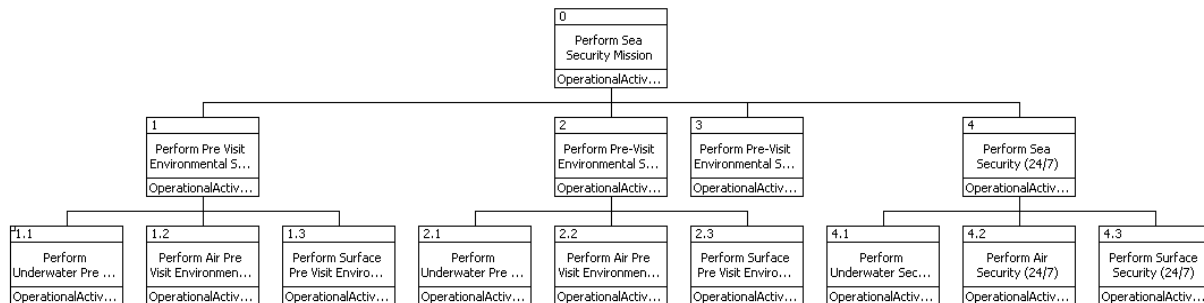 0
Perform Sea
Security Mission
OperationalActiv...
1
Perform Pre Visit
Environmental S...
OperationalActiv...
2
Perform Pre-Visit
Environmental S...
OperationalActiv...
3
Perform Pre-Visit
Environmental S...
OperationalActiv...
4
Perform Sea
Security (24/7)
OperationalActiv...
1.1
Perform
Underwater Pre ...
OperationalActiv...
1.2
Perform Air Pre
Visit Environmen...
OperationalActiv...
1.3
Perform Surface
Pre Visit Enviro...
OperationalActiv...
2.1
Perform
Underwater Pre ...
OperationalActiv...
2.2
Perform Air Pre
Visit Environmen...
OperationalActiv...
2.3
Perform Surface
Pre Visit Enviro...
OperationalActiv...
4.1
Perform
Underwater Sec...
OperationalActiv...
4.2
Perform Air
Security (24/7)
OperationalActiv...
4.3
Perform Surface
Security (24/7)
OperationalActiv...